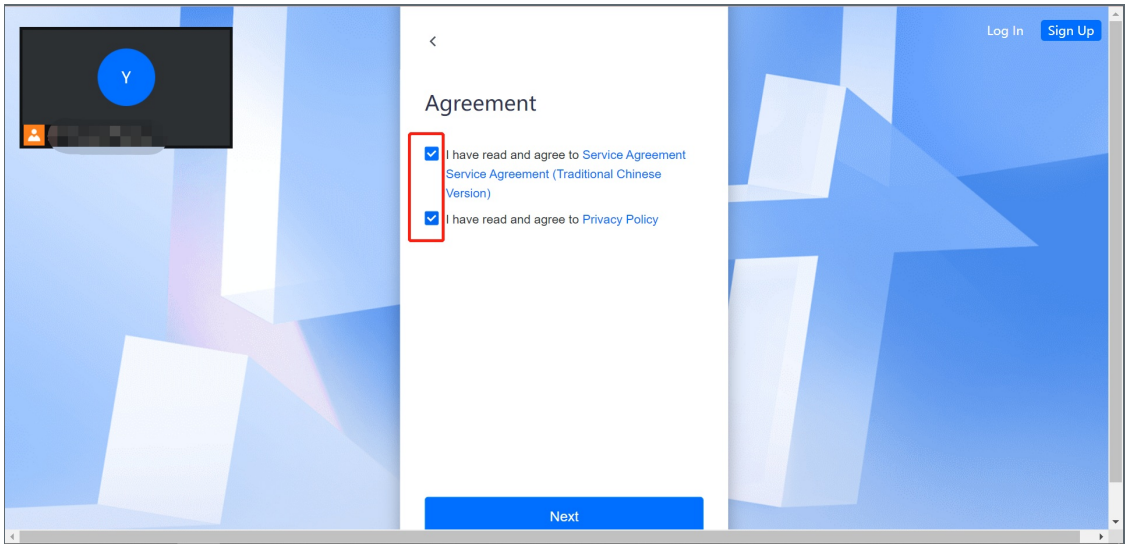 Y
Log In
Sign Up
Agreement
I have read and agree to Service Agreement
Service Agreement (Traditional Chinese
Version)
I have read and agree to Privacy Policy
Next